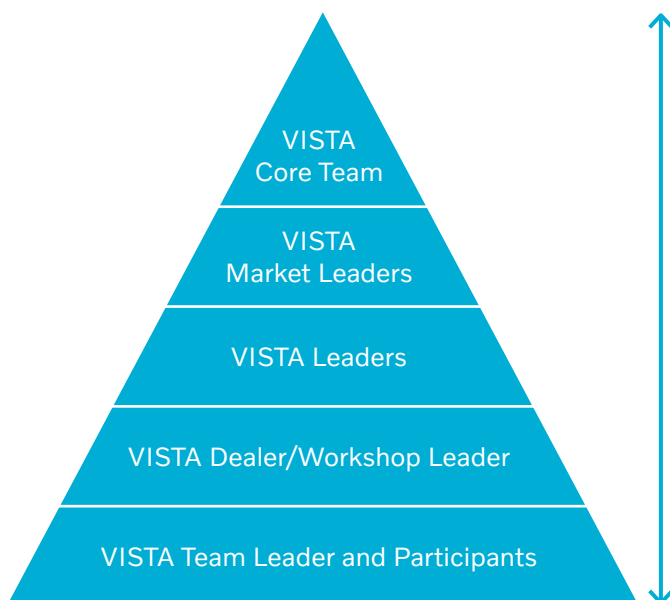 VISTA
Core Team
VISTA
Market Leaders
VISTA Leaders
VISTA Dealer/Workshop Leader
VISTA Team Leader and Participants